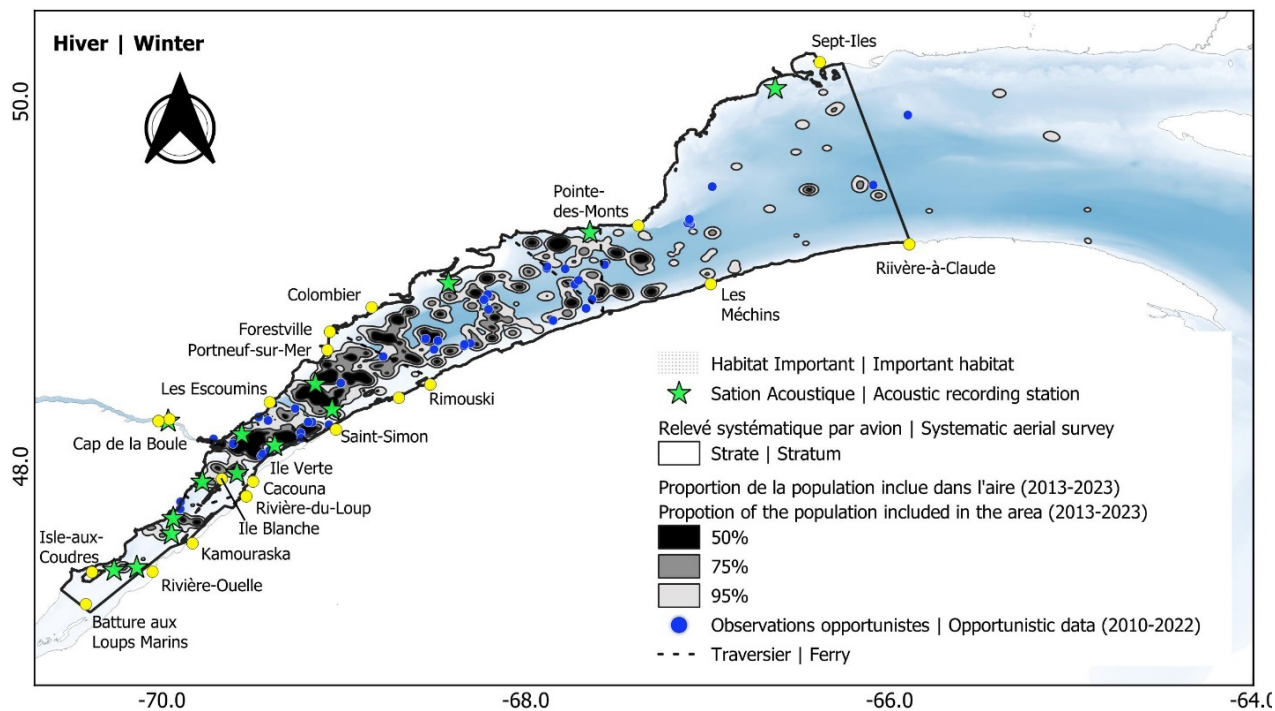 Hiver | Winter
Sept-Iles
50.0
Pointe-
des-Monts
Riivère-à-Claude
Colombier
Les
Méchins
Forestville
Portneuf-sur-Mer
Habitat Important | Important habitat
Les Escoumins
Rimouski
Sation Acoustique | Acoustic recording station
Cap de la Boule
Saint-Simon
Relevé systématique par avion | Systematic aerial survey
Strate | Stratum
48.0
Ile Verte
Cacouna
Rivière-du-Loup
Ile Blanche
Proportion de la population inclue dans l'aire (2013-2023)
Propotion of the population included in the area (2013-2023)
50%
Isle-aux-
Coudres
Kamouraska
75%
Rivière-Ouelle
95%
Batture aux
Loups Marins
Observations opportunistes | Opportunistic data (2010-2022)
Traversier | Ferry
-70.0
-68.0
-66.0
-64.0